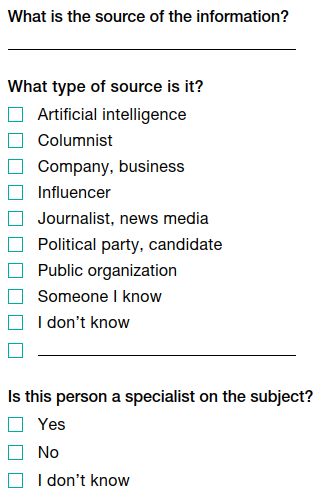 What is the source of the information?
What type of source is it?
Artificial intelligence
Columnist
Company, business
Influencer
Journalist, news media
Political party, candidate
Public organization
Someone I know
I don’t know
Is this person a specialist on the subject?
Yes
No
I don’t know